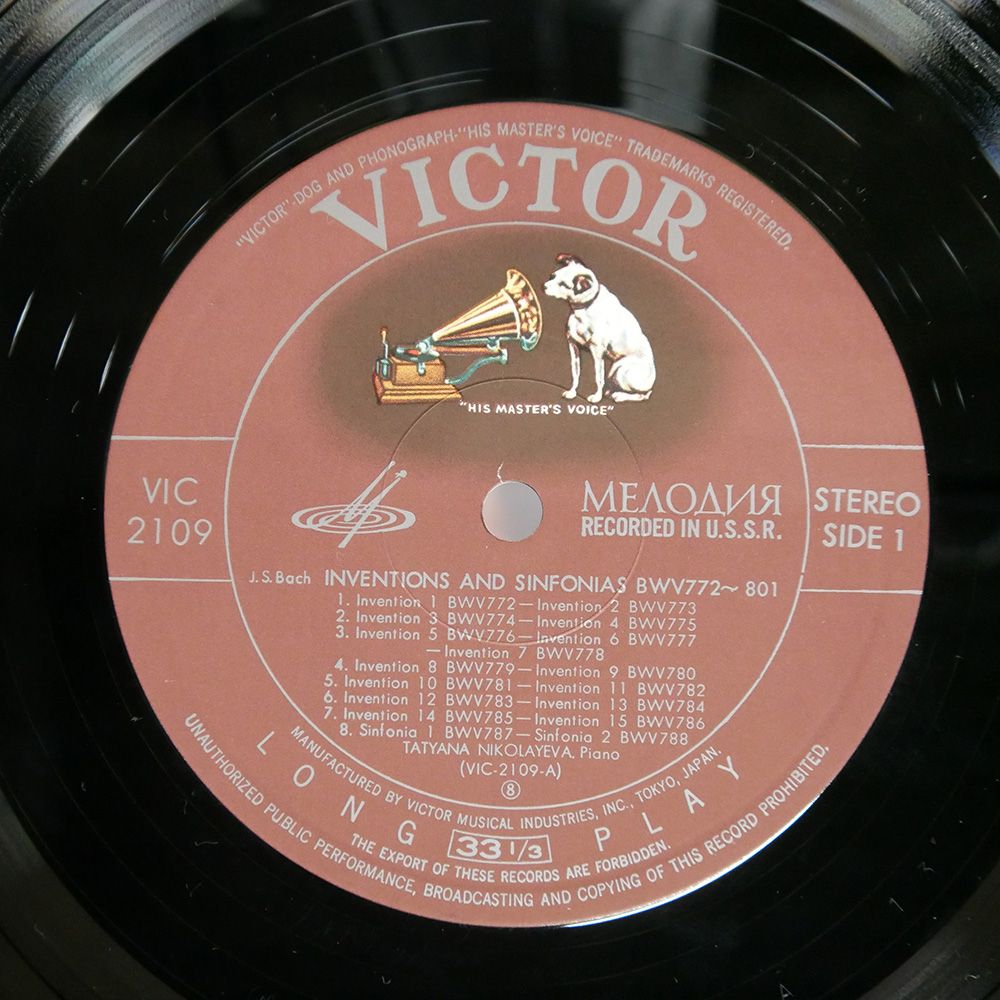 "VICTOR"-DOG AND PHONOGRAPH-"HIS MASTER'S VOICE" TRADEMARKS REGISTERED.
VICTOR
"HIS MASTER'S VOICE"
VIC
2109
МЕЛОДИЯ
RECORDED IN U.S.S.R.
STEREO
SIDE 1
J.S.Bach INVENTIONS AND SINFONIAS BWV772~801
1. Invention 1 BWV772—Invention 2 BWV773
2. Invention 3 BWV774—Invention 4 BWV775
3. Invention 5 BWV776—Invention 6 BWV777
—Invention 7 BWV778
4. Invention 8 BWV779—Invention 9 BWV780
5. Invention 10 BWV781—Invention 11 BWV782
6. Invention 12 BWV783—Invention 13 BWV784
7. Invention 14 BWV785—Invention 15 BWV786
8. Sinfonia 1 BWV787—Sinfonia 2 BWV788
TATYANA NIKOLAYEVA, Piano
(VIC-2109-A)
⑧
MANUFACTURED BY VICTOR MUSICAL INDUSTRIES, INC., TOKYO, JAPAN.
LONG 33 1/3 PLAY
THE EXPORT OF THESE RECORDS ARE FORBIDDEN.
UNAUTHORIZED PUBLIC PERFORMANCE, BROADCASTING AND COPYING OF THIS RECORD PROHIBITED.